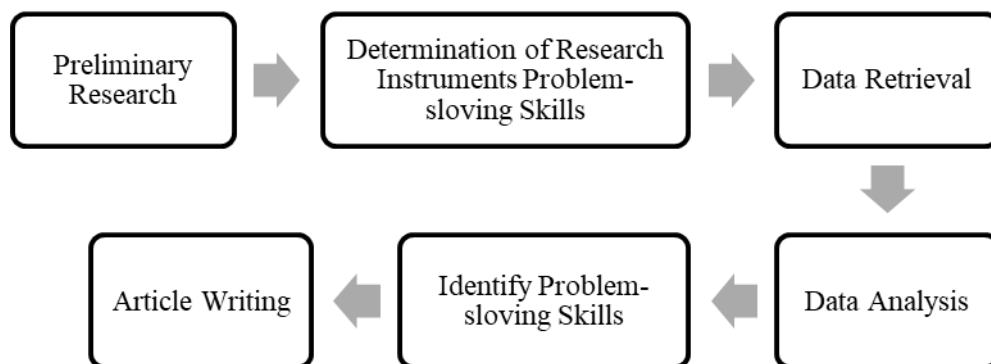 Preliminary
Research
Determination of Research
Instruments Problem-
sloving Skills
Data Retrieval
Data Analysis
Identify Problem-
sloving Skills
Article Writing